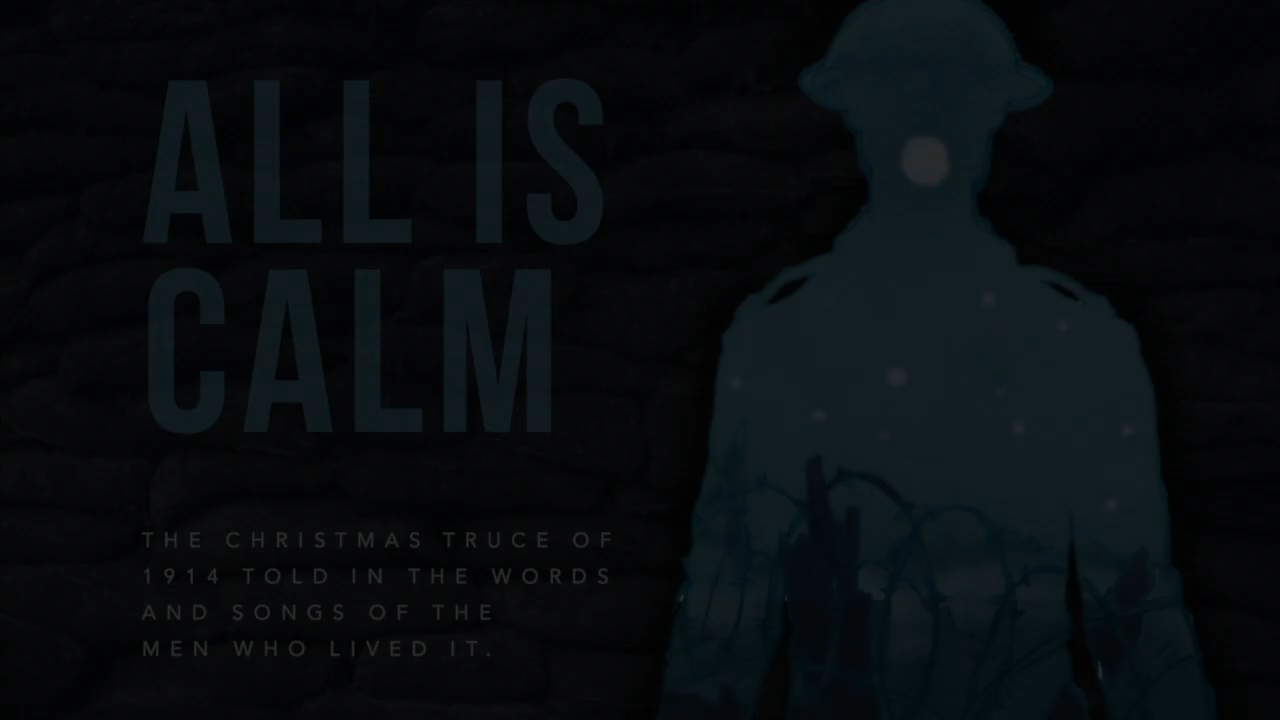 ALL IS
CALM
THE CHRISTMAS TRUCE OF
1914 TOLD IN THE WORDS
AND SONGS OF THE
MEN WHO LIVED IT.